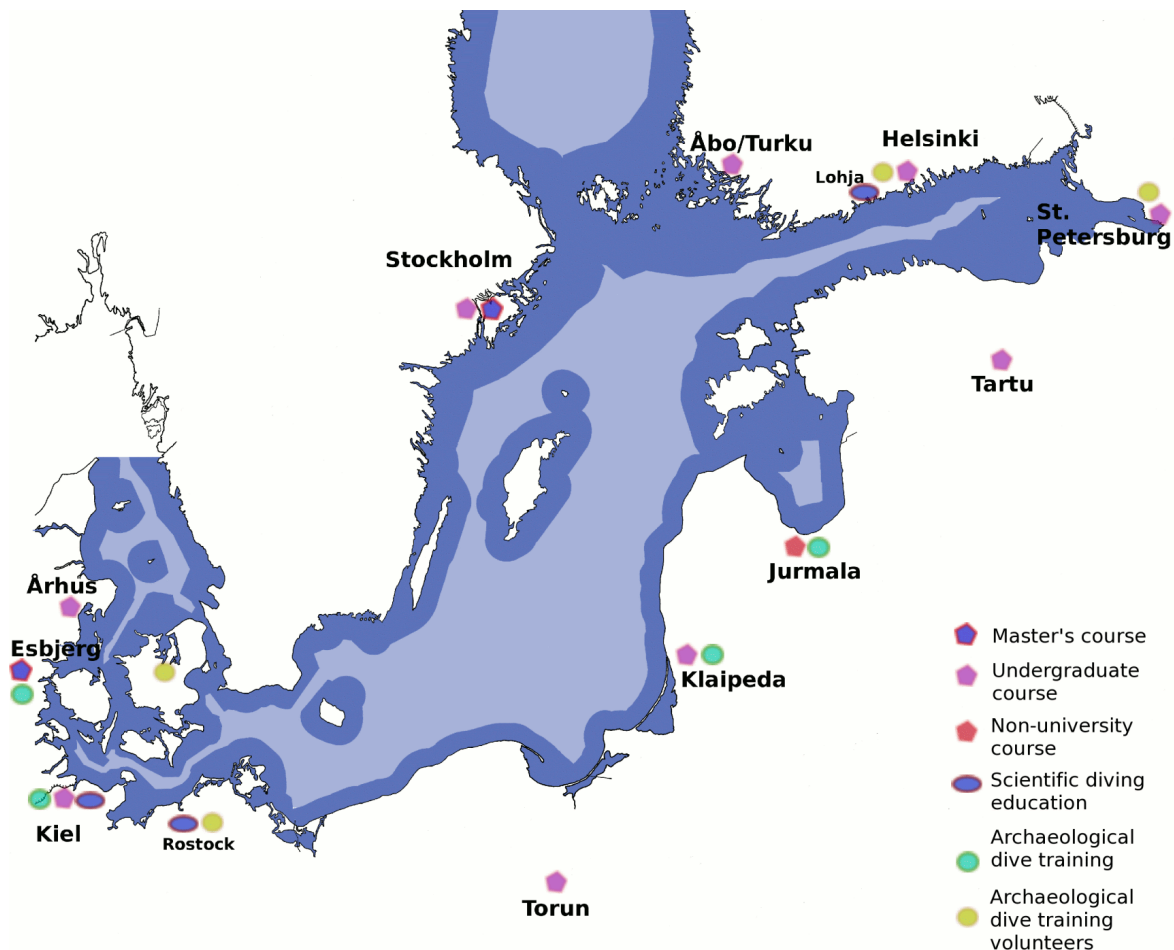 Åbo/Turku
Helsinki
Lohja
St.
Petersburg
Stockholm
Tartu
Jurmala
Århus
Esbjerg
Klaipeda
Kiel
Rostock
Torun
Master's course
Undergraduate
course
Non-university
course
Scientific diving
education
Archaeological
dive training
Archaeological
dive training
volunteers